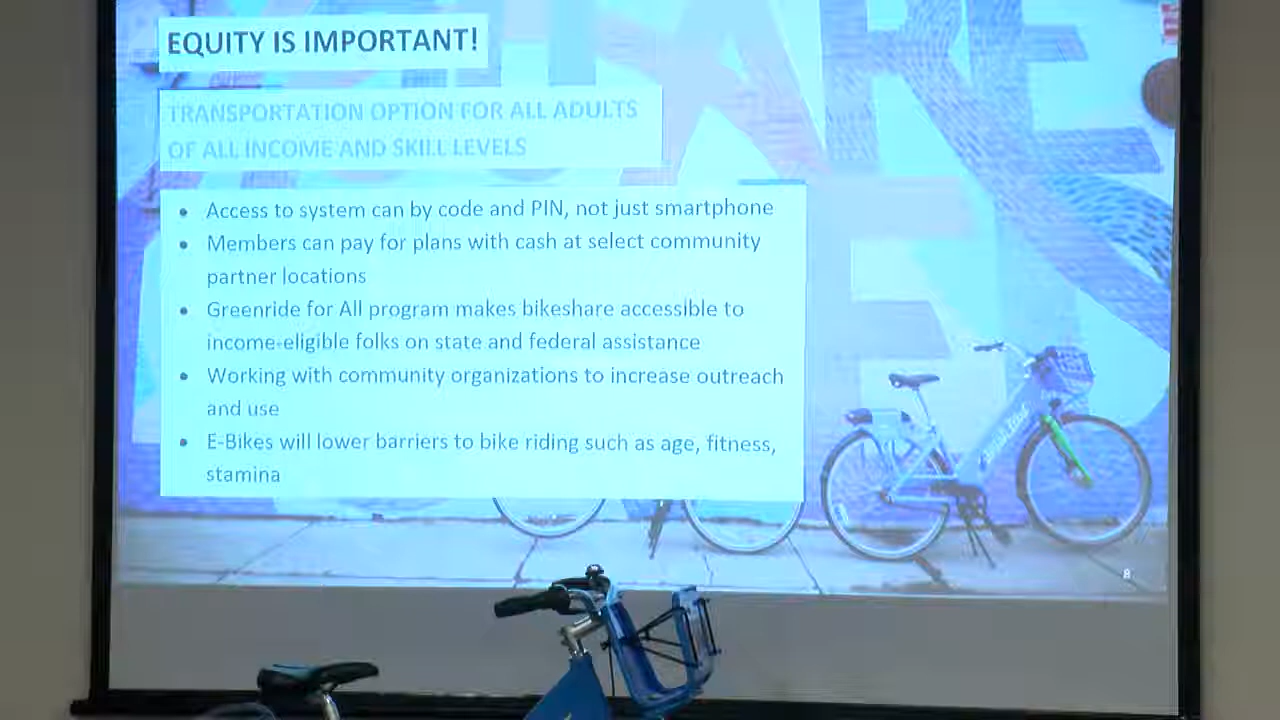 EQUITY IS IMPORTANT!
TRANSPORTATION OPTION FOR ALL ADULTS
OF ALL INCOME AND SKILL LEVELS
• Access to system can by code and PIN, not just smartphone
• Members can pay for plans with cash at select community
partner locations
• Greenride for All program makes bikeshare accessible to
income-eligible folks on state and federal assistance
• Working with community organizations to increase outreach
and use
• E-Bikes will lower barriers to bike riding such as age, fitness,
stamina
8